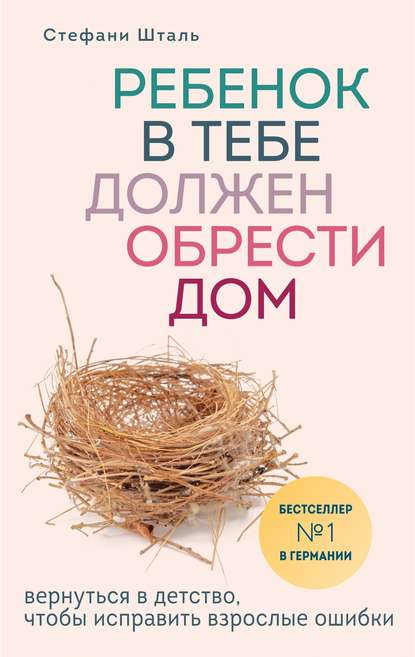 Стефани Шталь
РЕБЕНОК
В ТЕБЕ
ДОЛЖЕН
ОБРЕСТИ
ДОМ
БЕСТСЕЛЛЕР
№1
В ГЕРМАНИИ
вернуться в детство,
чтобы исправить взрослые ошибки